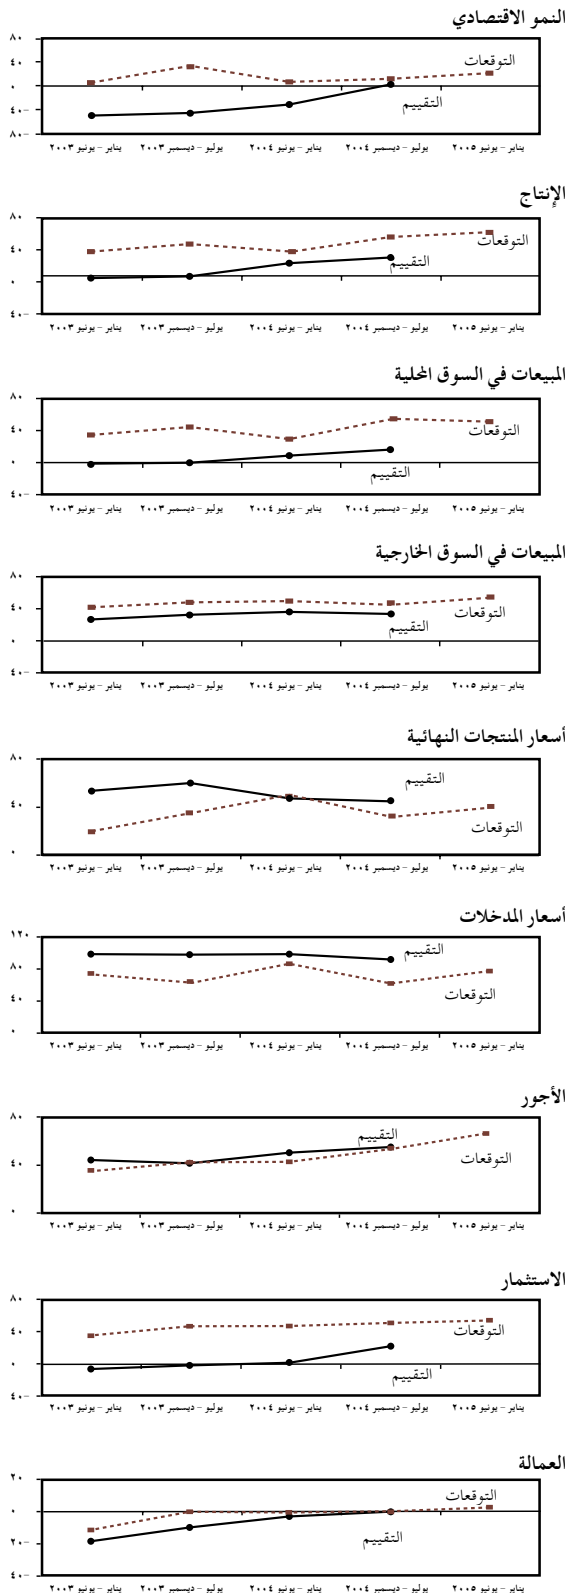 النمو الاقتصادي
٨٠
التوقعات
٤٠
٠
التقييم
٤٠−
٨٠−
يناير – يونيو ٢٠٠٣ يوليو – ديسمبر ٢٠٠٣ يناير – يونيو ٢٠٠٤ يوليو – ديسمبر ٢٠٠٤ يناير – يونيو ٢٠٠٥
الإنتاج
٨٠
التوقعات
٤٠
التقييم
٠
٤٠−
يناير – يونيو ٢٠٠٣ يوليو – ديسمبر ٢٠٠٣ يناير – يونيو ٢٠٠٤ يوليو – ديسمبر ٢٠٠٤ يناير – يونيو ٢٠٠٥
المبيعات في السوق المحلية
٨٠
التوقعات
٤٠
٠
التقييم
٤٠−
يناير – يونيو ٢٠٠٣ يوليو – ديسمبر ٢٠٠٣ يناير – يونيو ٢٠٠٤ يوليو – ديسمبر ٢٠٠٤ يناير – يونيو ٢٠٠٥
المبيعات في السوق الخارجية
٨٠
٤٠
التوقعات
التقييم
٠
٤٠−
يناير – يونيو ٢٠٠٣ يوليو – ديسمبر ٢٠٠٣ يناير – يونيو ٢٠٠٤ يوليو – ديسمبر ٢٠٠٤ يناير – يونيو ٢٠٠٥
أسعار المنتجات النهائية
٨٠
التقييم
٤٠
التوقعات
٠
يناير – يونيو ٢٠٠٣ يوليو – ديسمبر ٢٠٠٣ يناير – يونيو ٢٠٠٤ يوليو – ديسمبر ٢٠٠٤ يناير – يونيو ٢٠٠٥
أسعار المدخلات
١٢٠
التقييم
٨٠
التوقعات
٤٠
٠
يناير – يونيو ٢٠٠٣ يوليو – ديسمبر ٢٠٠٣ يناير – يونيو ٢٠٠٤ يوليو – ديسمبر ٢٠٠٤ يناير – يونيو ٢٠٠٥
الأجور
٨٠
التقييم
التوقعات
٤٠
٠
يناير – يونيو ٢٠٠٣ يوليو – ديسمبر ٢٠٠٣ يناير – يونيو ٢٠٠٤ يوليو – ديسمبر ٢٠٠٤ يناير – يونيو ٢٠٠٥
الاستثمار
٨٠
التوقعات
٤٠
٠
التقييم
٤٠−
يناير – يونيو ٢٠٠٣ يوليو – ديسمبر ٢٠٠٣ يناير – يونيو ٢٠٠٤ يوليو – ديسمبر ٢٠٠٤ يناير – يونيو ٢٠٠٥
العمالة
٢٠
التوقعات
٠
التقييم
٢٠−
٤٠−
يناير – يونيو ٢٠٠٣ يوليو – ديسمبر ٢٠٠٣ يناير – يونيو ٢٠٠٤ يوليو – ديسمبر ٢٠٠٤ يناير – يونيو ٢٠٠٥